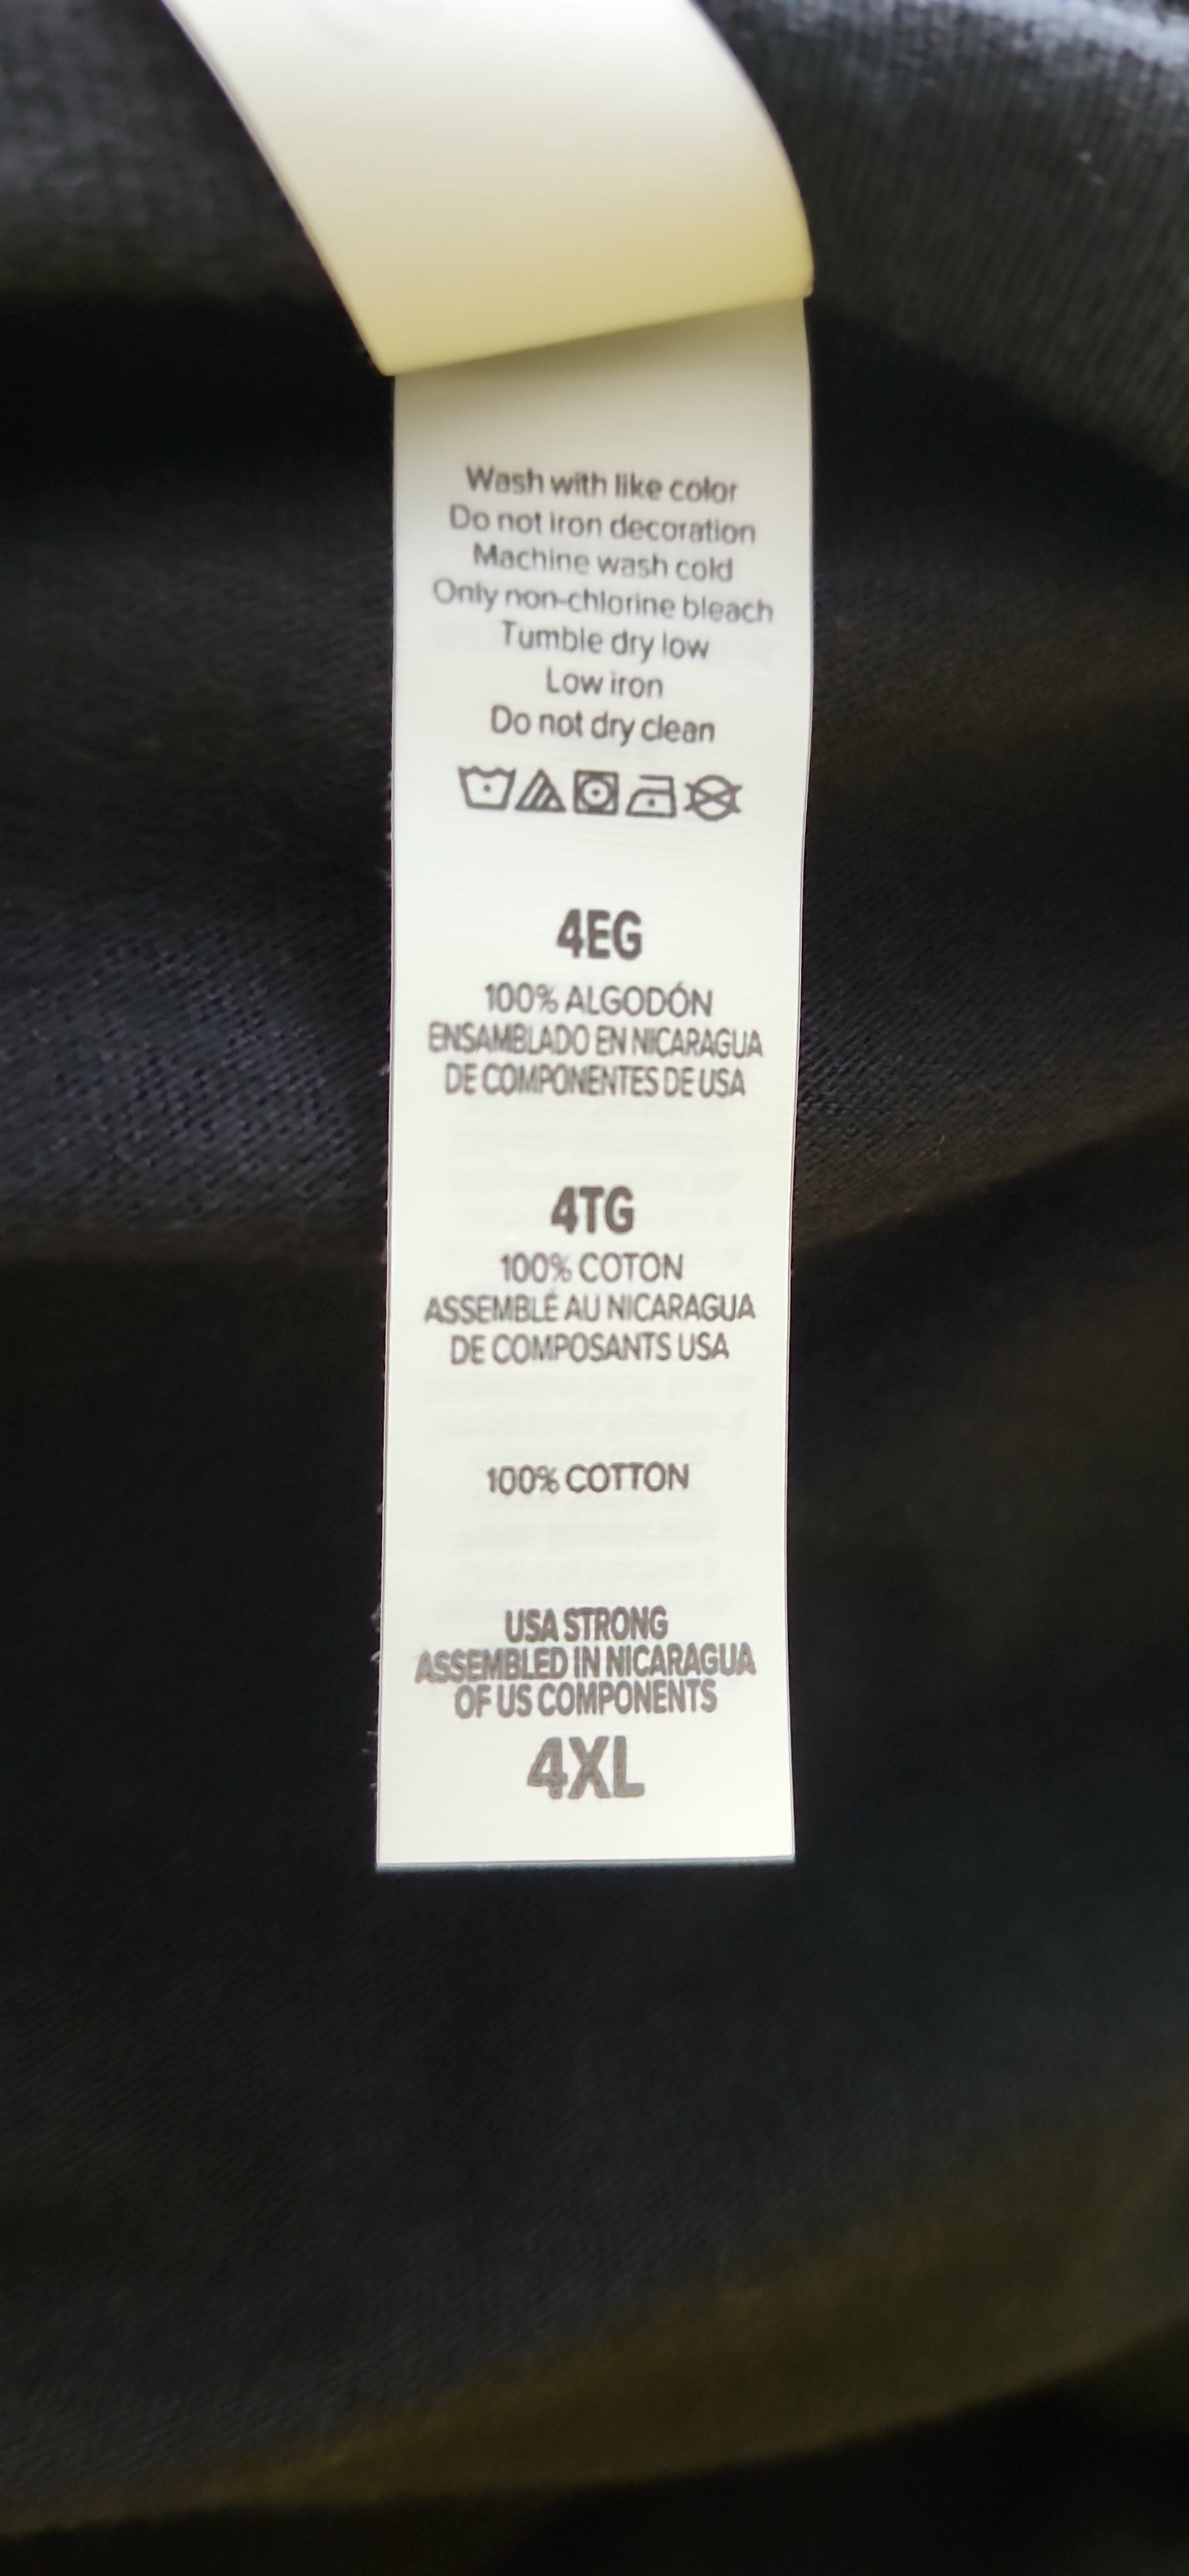 Wash with like color
Do not iron decoration
Machine wash cold
Only non-chlorine bleach
Tumble dry low
Low iron
Do not dry clean
4EG
100% ALGODÓN
ENSAMBLADO EN NICARAGUA
DE COMPONENTES DE USA
4TG
100% COTON
ASSEMBLÉ AU NICARAGUA
DE COMPOSANTS USA
100% COTTON
USA STRONG
ASSEMBLED IN NICARAGUA
OF US COMPONENTS
4XL